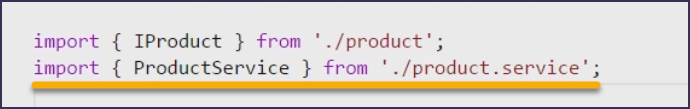 import { IProduct } from './product';
import { ProductService } from './product.service';